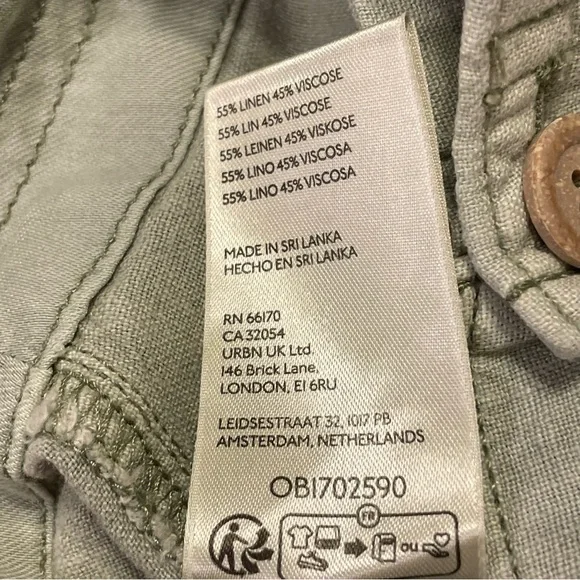 55% LINEN 45% VISCOSE
55% LIN 45% VISCOSE
55% LEINEN 45% VISKOSE
55% LINO 45% VISCOSA
55% LINO 45% VISCOSA
MADE IN SRI LANKA
HECHO EN SRI LANKA
RN 66170
CA 32054
URBN UK Ltd.
146 Brick Lane,
LONDON, E1 6RU
LEIDSESTRAAT 32, 1017 PB
AMSTERDAM, NETHERLANDS
OB1702590
FR
ou